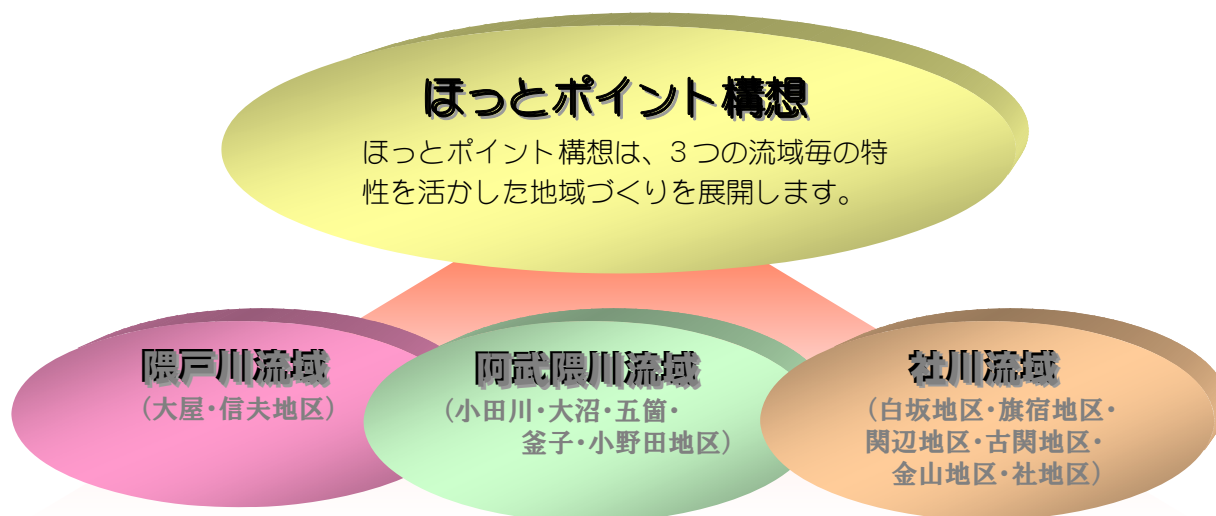 ほっとポイント構想
ほっとポイント構想は、３つの流域毎の特
性を活かした地域づくりを展開します。
隈戸川流域
（大屋・信夫地区）
阿武隈川流域
（小田川・大沼・五箇・
釜子・小野田地区）
社川流域
（白坂地区・旗宿地区・
関辺地区・古関地区・
金山地区・社地区）